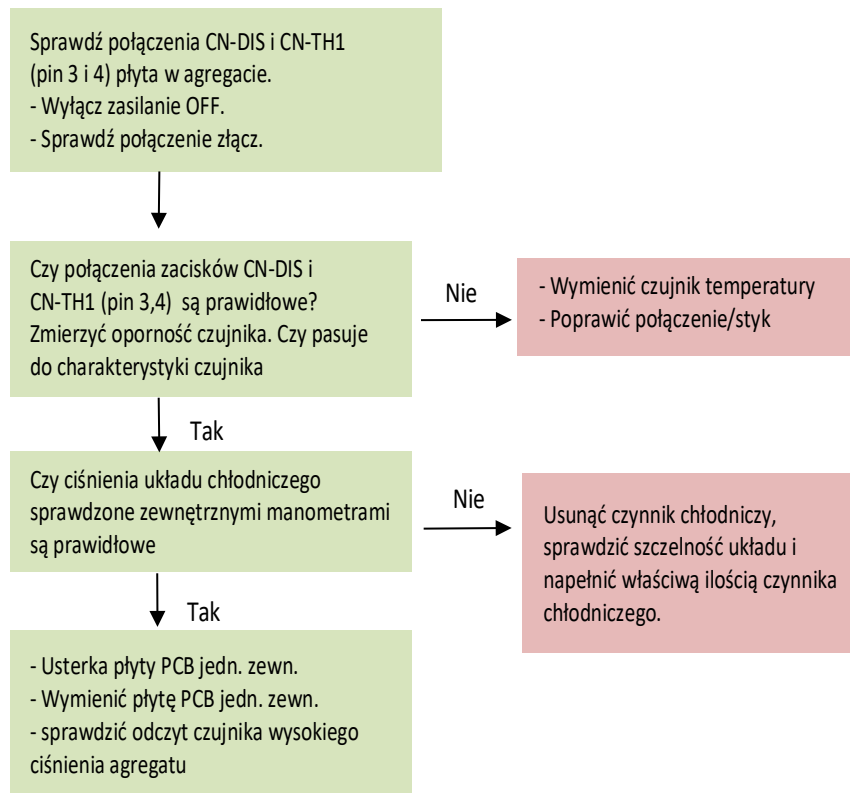 Sprawdź połączenia CN-DIS i CN-TH1
(pin 3 i 4) płyta w agregacie.
- Wyłącz zasilanie OFF.
- Sprawdź połączenie złącz.
Czy połączenia zacisków CN-DIS i
CN-TH1 (pin 3,4)  są prawidłowe?
Zmierzyć oporność czujnika. Czy pasuje
do charakterystyki czujnika
Nie
- Wymienić czujnik temperatury
- Poprawić połączenie/styk
Tak
Czy ciśnienia układu chłodniczego
sprawdzone zewnętrznymi manometrami
są prawidłowe
Nie
Usunąć czynnik chłodniczy,
sprawdzić szczelność układu i
napełnić właściwą ilością czynnika
chłodniczego.
Tak
- Usterka płyty PCB jedn. zewn.
- Wymienić płytę PCB jedn. zewn.
- sprawdzić odczyt czujnika wysokiego
ciśnienia agregatu